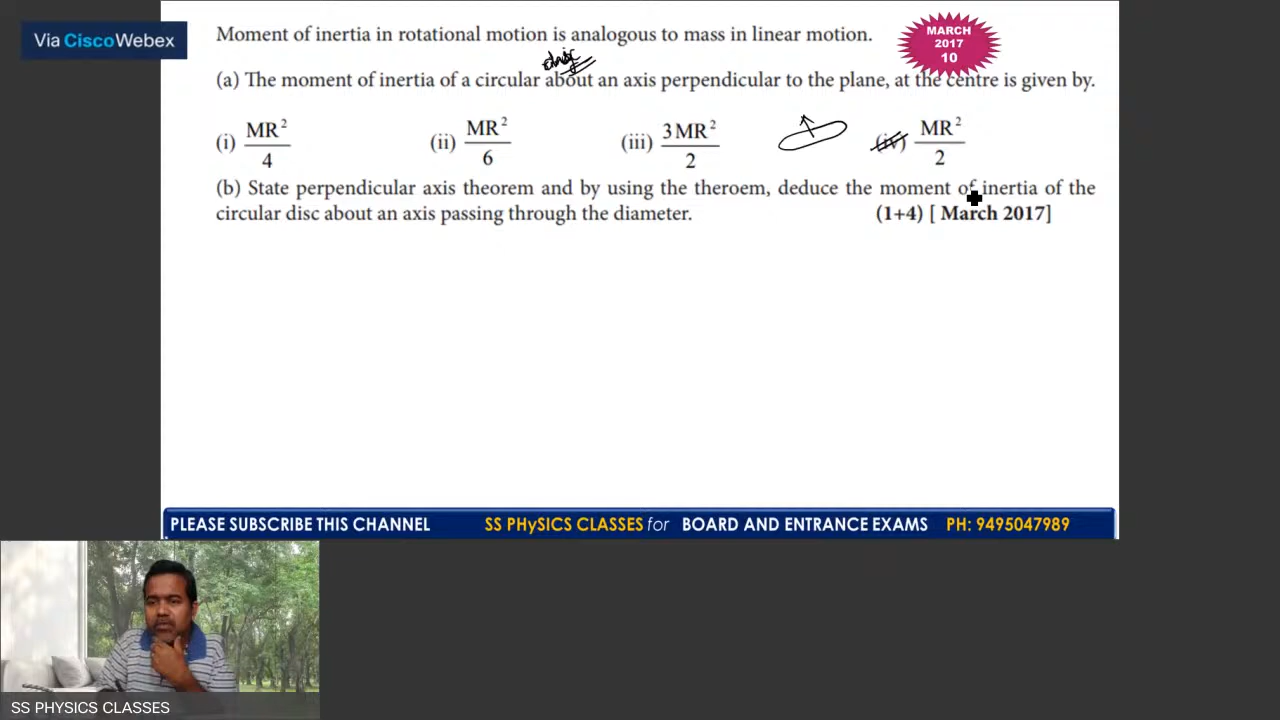 Via Cisco Webex
Moment of inertia in rotational motion is analogous to mass in linear motion.
MARCH
2017
10
disc
(a) The moment of inertia of a circular about an axis perpendicular to the plane, at the centre is given by.
(i) MR²/4 (ii) MR²/6 (iii) 3MR²/2 (iv) MR²/2
(b) State perpendicular axis theorem and by using the theroem, deduce the moment of inertia of the
circular disc about an axis passing through the diameter. (1+4) [ March 2017]
PLEASE SUBSCRIBE THIS CHANNEL SS PHySICS CLASSES for BOARD AND ENTRANCE EXAMS PH: 9495047989
SS PHYSICS CLASSES